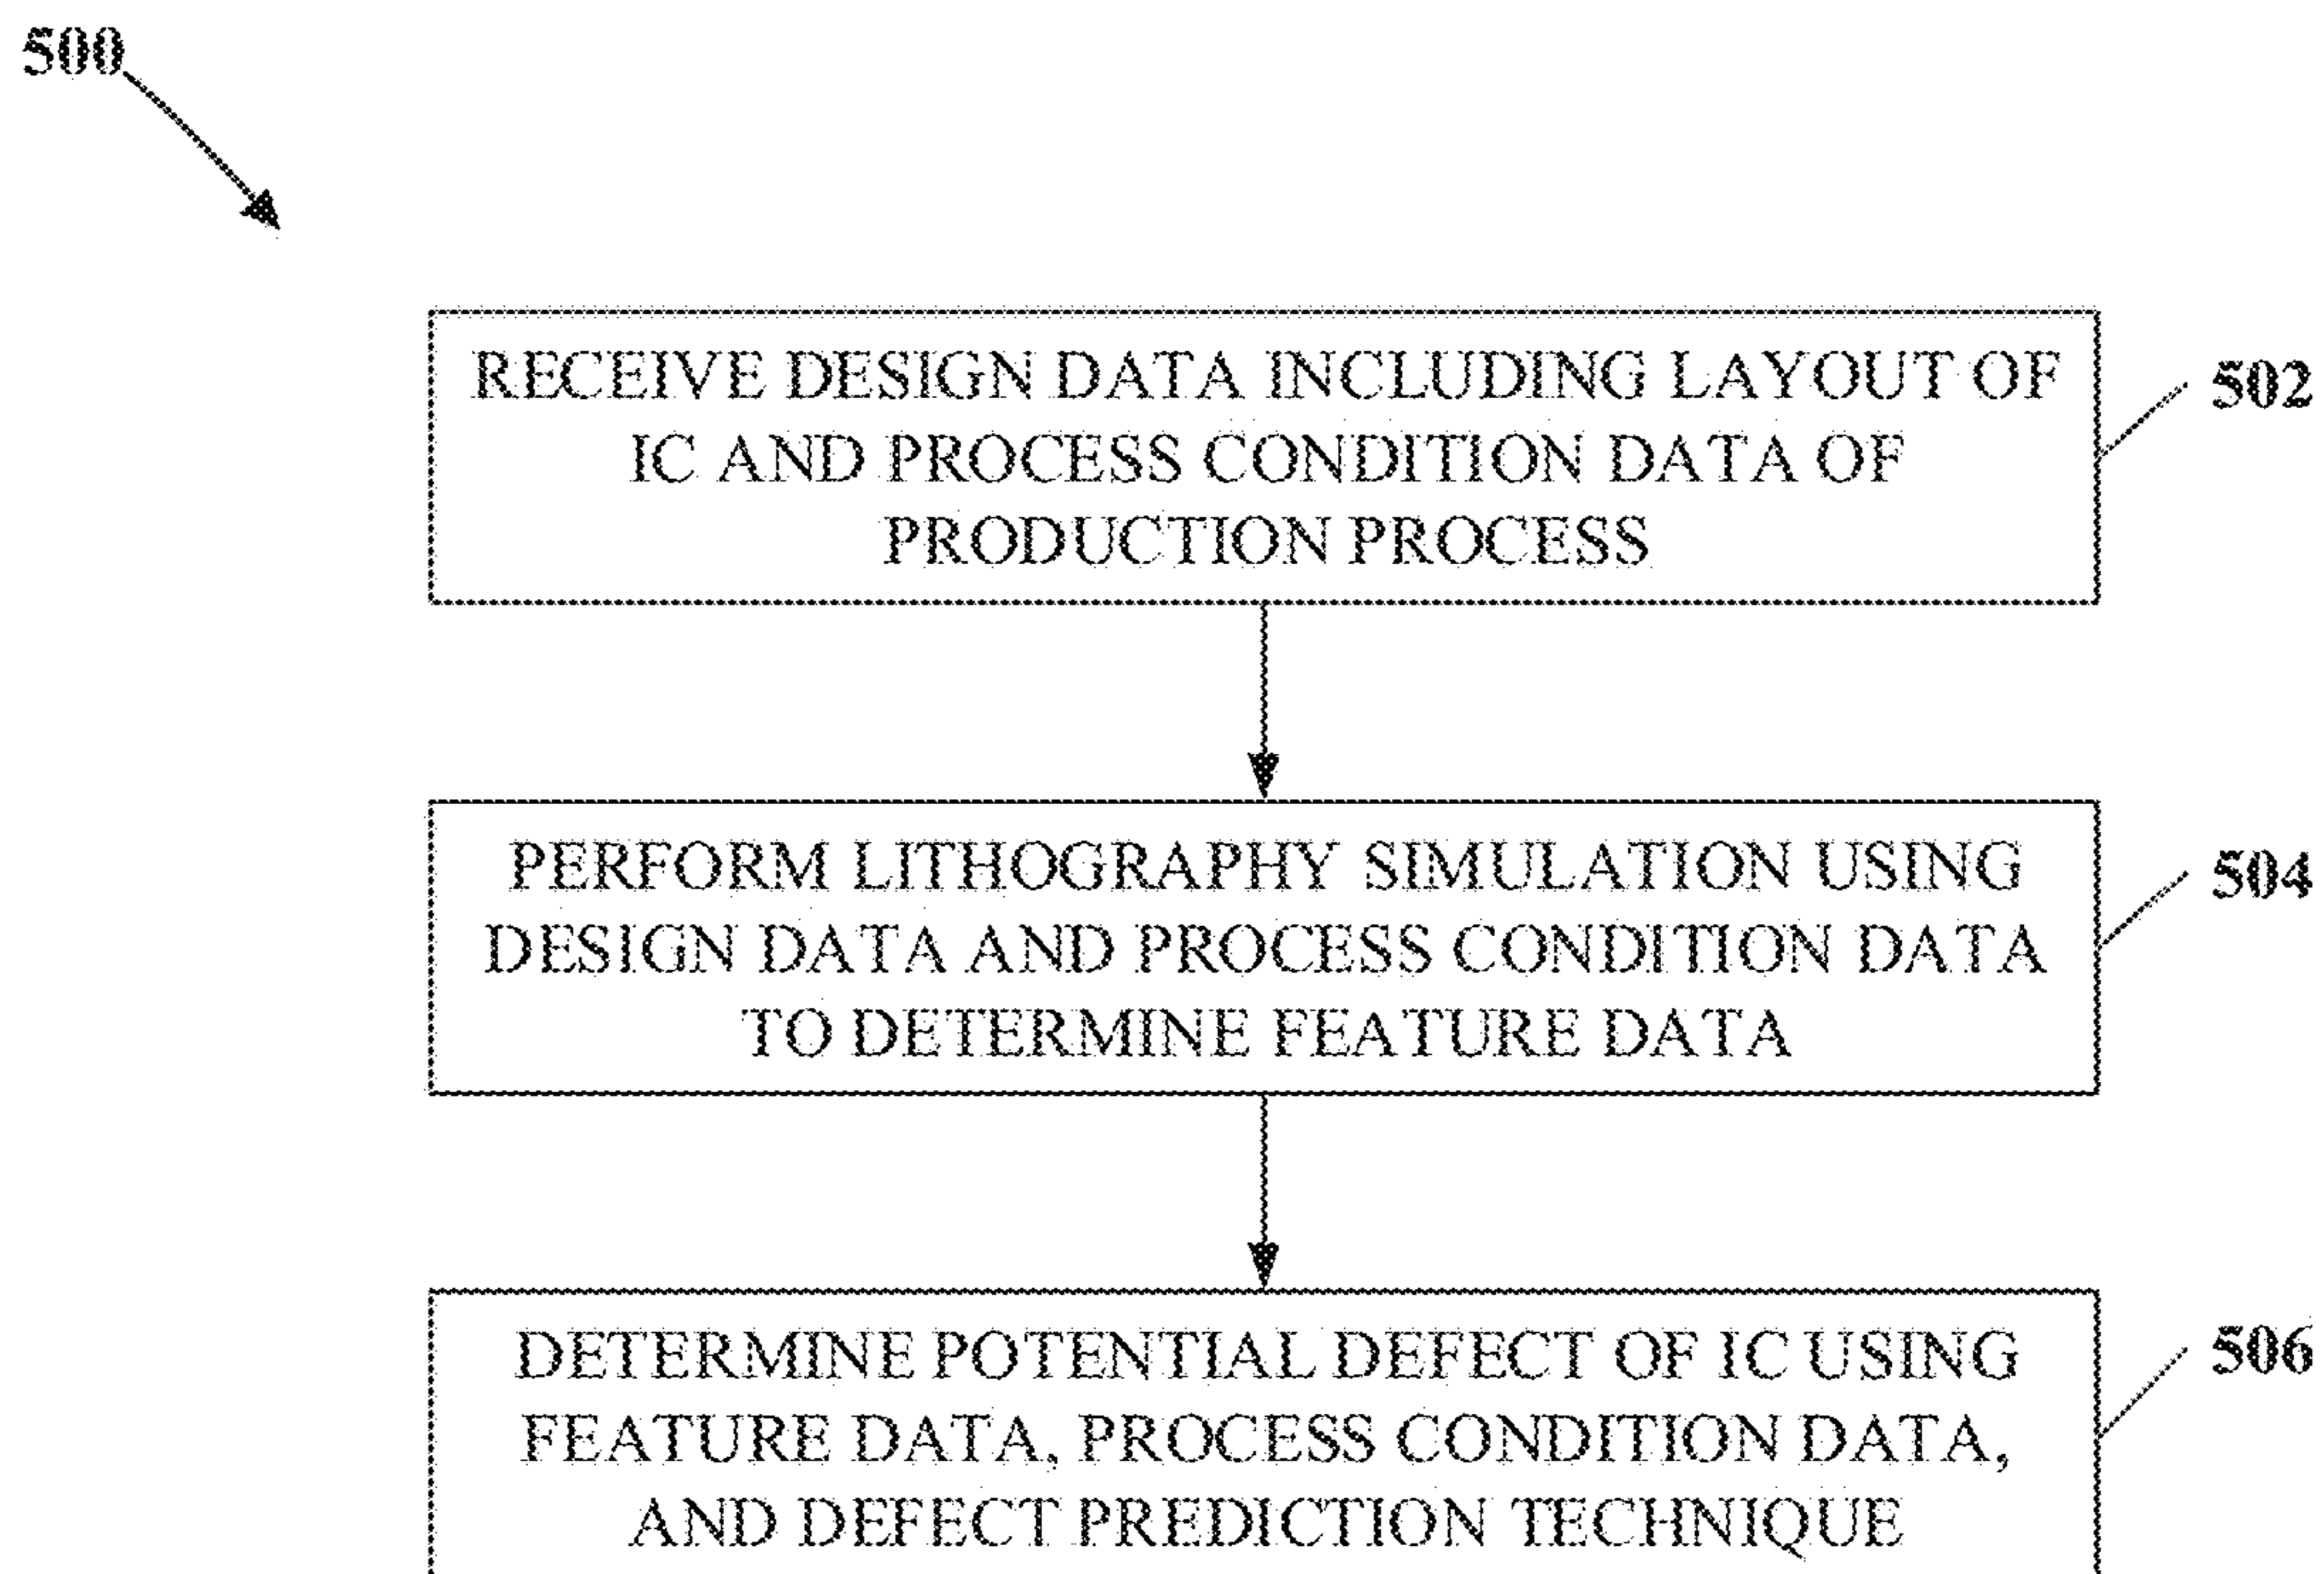 500
RECEIVE DESIGN DATA INCLUDING LAYOUT OF
IC AND PROCESS CONDITION DATA OF
PRODUCTION PROCESS
502
PERFORM LITHOGRAPHY SIMULATION USING
DESIGN DATA AND PROCESS CONDITION DATA
TO DETERMINE FEATURE DATA
504
DETERMINE POTENTIAL DEFECT OF IC USING
FEATURE DATA, PROCESS CONDITION DATA,
AND DEFECT PREDICTION TECHNIQUE
506